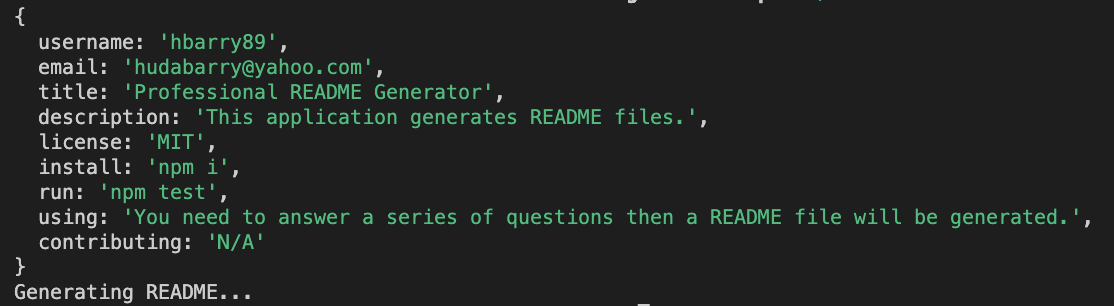 {
  username: 'hbarry89',
  email: 'hudabarry@yahoo.com',
  title: 'Professional README Generator',
  description: 'This application generates README files.',
  license: 'MIT',
  install: 'npm i',
  run: 'npm test',
  using: 'You need to answer a series of questions then a README file will be generated.',
  contributing: 'N/A'
}
Generating README...